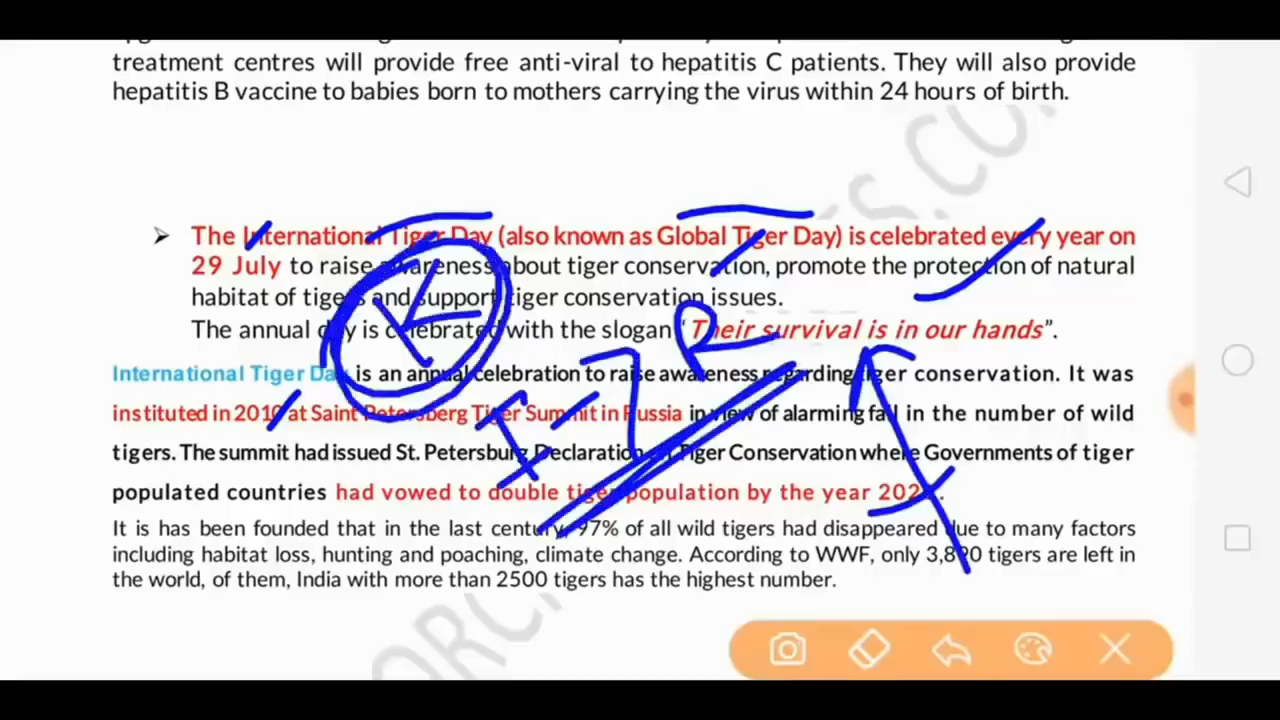 treatment centres will provide free anti-viral to hepatitis C patients. They will also provide
hepatitis B vaccine to babies born to mothers carrying the virus within 24 hours of birth.
➤ The International Tiger Day (also known as Global Tiger Day) is celebrated every year on
29 July to raise awareness about tiger conservation, promote the protection of natural
habitat of tigers and support tiger conservation issues.
The annual day is celebrated with the slogan "Their survival is in our hands”.
International Tiger Day is an annual celebration to raise awareness regarding tiger conservation. It was
instituted in 2010 at Saint Petersberg Tiger Summit in Russia in view of alarming fall in the number of wild
tigers. The summit had issued St. Petersburg Declaration on Tiger Conservation where Governments of tiger
populated countries had vowed to double tiger population by the year
It is has been founded that in the last century, 97% of all wild tigers had disappeared due to many factors
including habitat loss, hunting and poaching, climate change. According to WWF, only tigers are left in
the world, of them, India with more than 2500 tigers has the highest number.
K
R